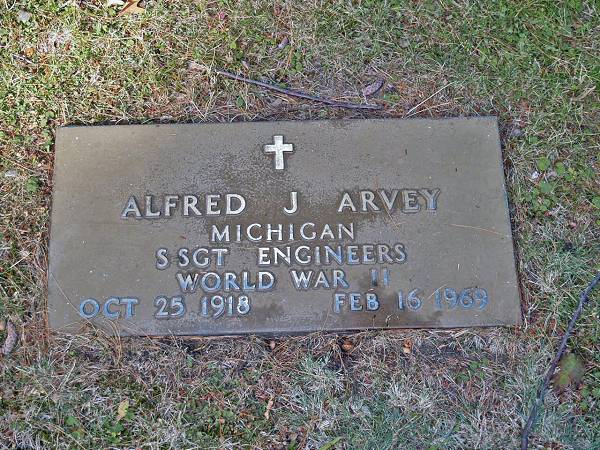 ALFRED J ARVEY
MICHIGAN
S SGT ENGINEERS
WORLD WAR II
OCT 25 1918 FEB 16 1969